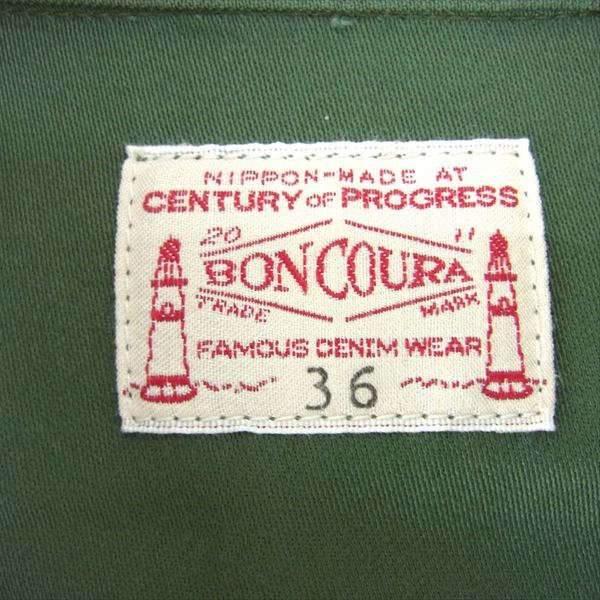 NIPPON-MADE AT
CENTURY OF PROGRESS
20 11
BONCOURA
TRADE MARK
FAMOUS DENIM WEAR
36